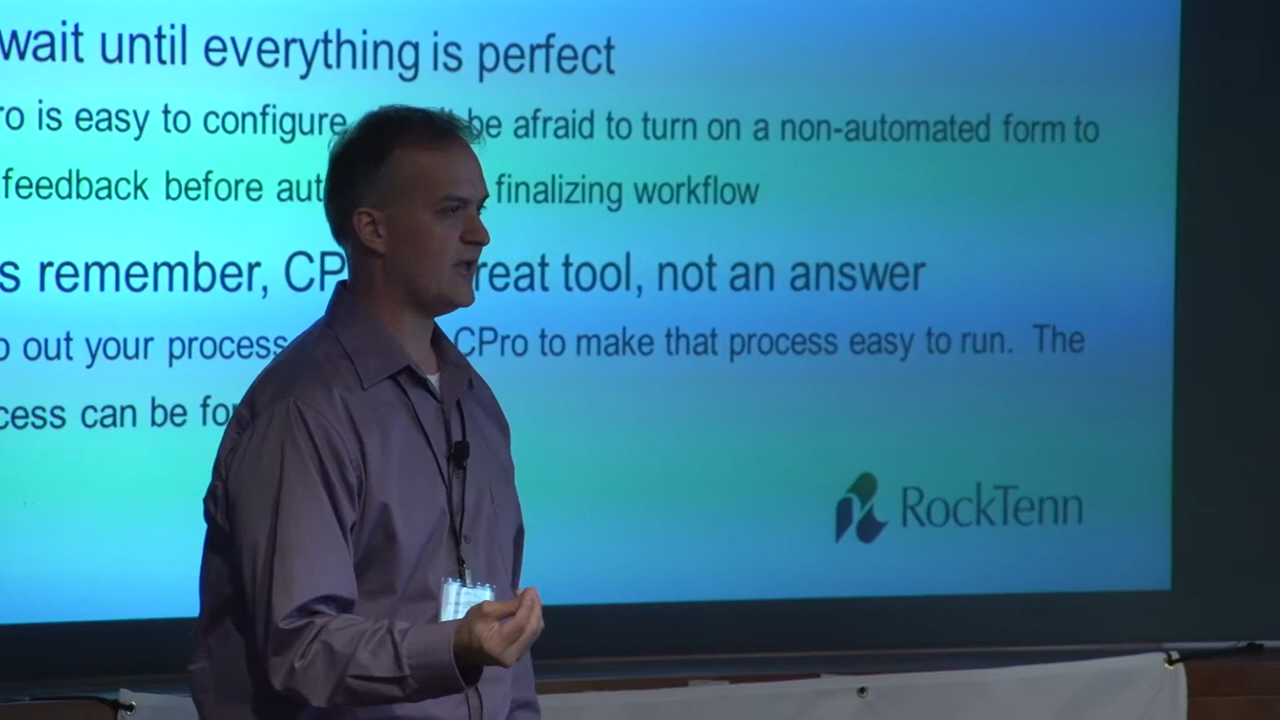 wait until everything is perfect
ro is easy to configure be afraid to turn on a non-automated form to
feedback before aut finalizing workflow
s remember, CP reat tool, not an answer
out your process CPro to make that process easy to run. The
cess can be fo
RockTenn